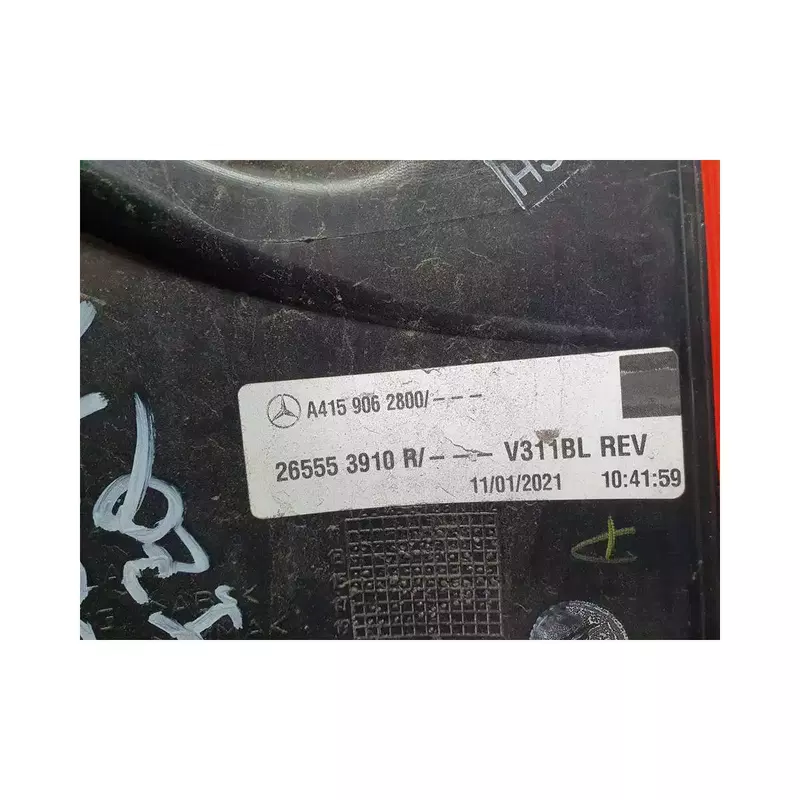 H
A415 906 2800/---
26555 3910 R/--- V311BL REV
11/01/2021 10:41:59